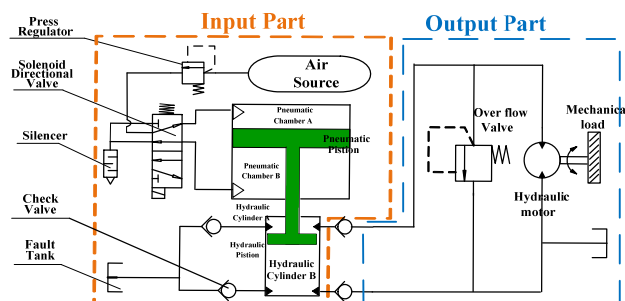 Input Part
Output Part
Press
Regulator
Solenoid
Directional
Valve
Silencer
Check
Valve
Fault
Tank
Air
Source
Pneumatic
Chamber A
Pneumatic
Pistion
Pneumatic
Chamber B
Hydraulic
Cylinder A
Hydraulic
Pistion
Hydraulic
Cylinder B
Over flow
Valve
Mechanica
load
Hydraulic
motor